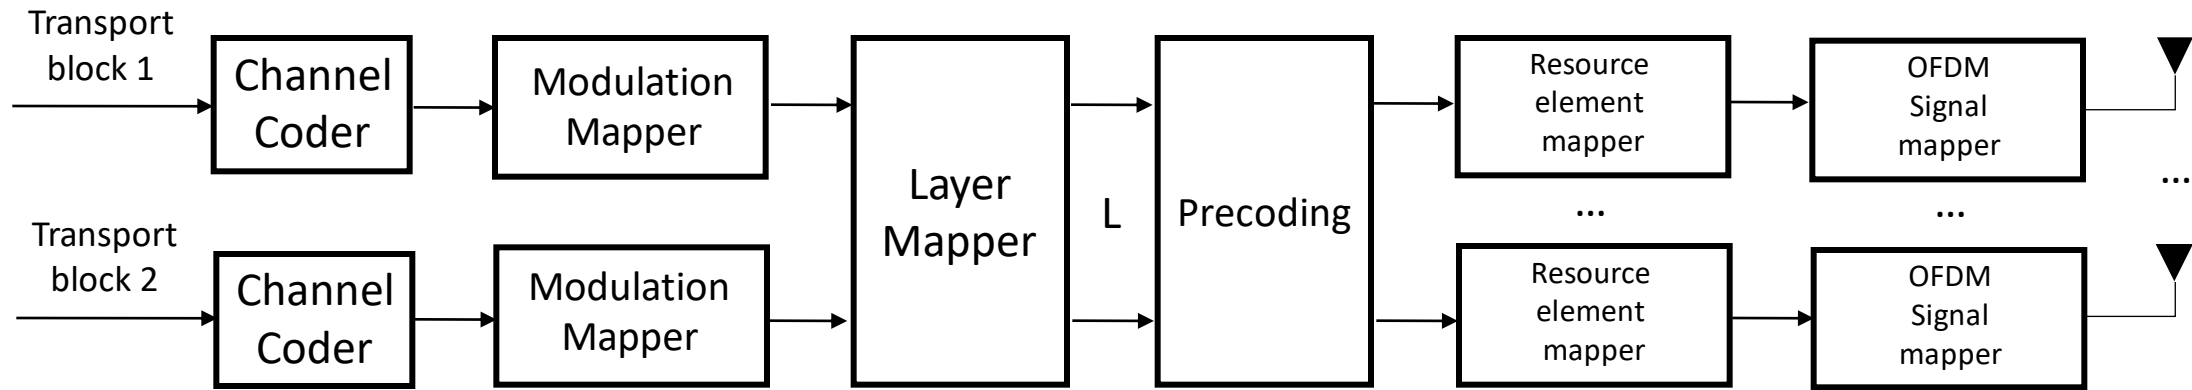 Transport
block 1
Channel
Coder
Modulation
Mapper
Layer
Mapper
L
Precoding
Resource
element
mapper
OFDM
Signal
mapper
...
...
...
Transport
block 2
Channel
Coder
Modulation
Mapper
Resource
element
mapper
OFDM
Signal
mapper